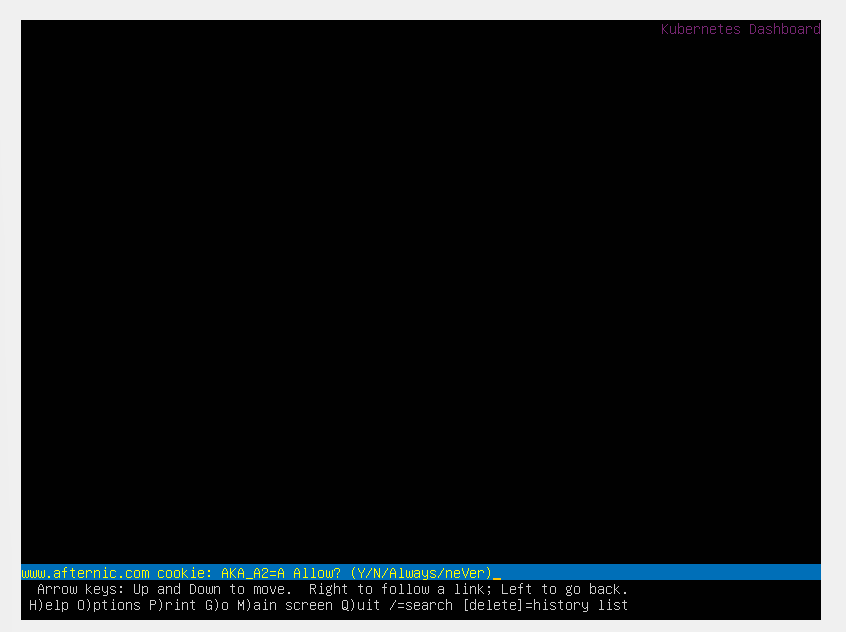 Kubernetes Dashboard
www.afternic.com cookie: AKA_A2=A Allow? (Y/N/Always/neVer)_
Arrow keys: Up and Down to move.  Right to follow a link; Left to go back.
H)elp O)ptions P)rint G)o M)ain screen Q)uit /=search [delete]=history list